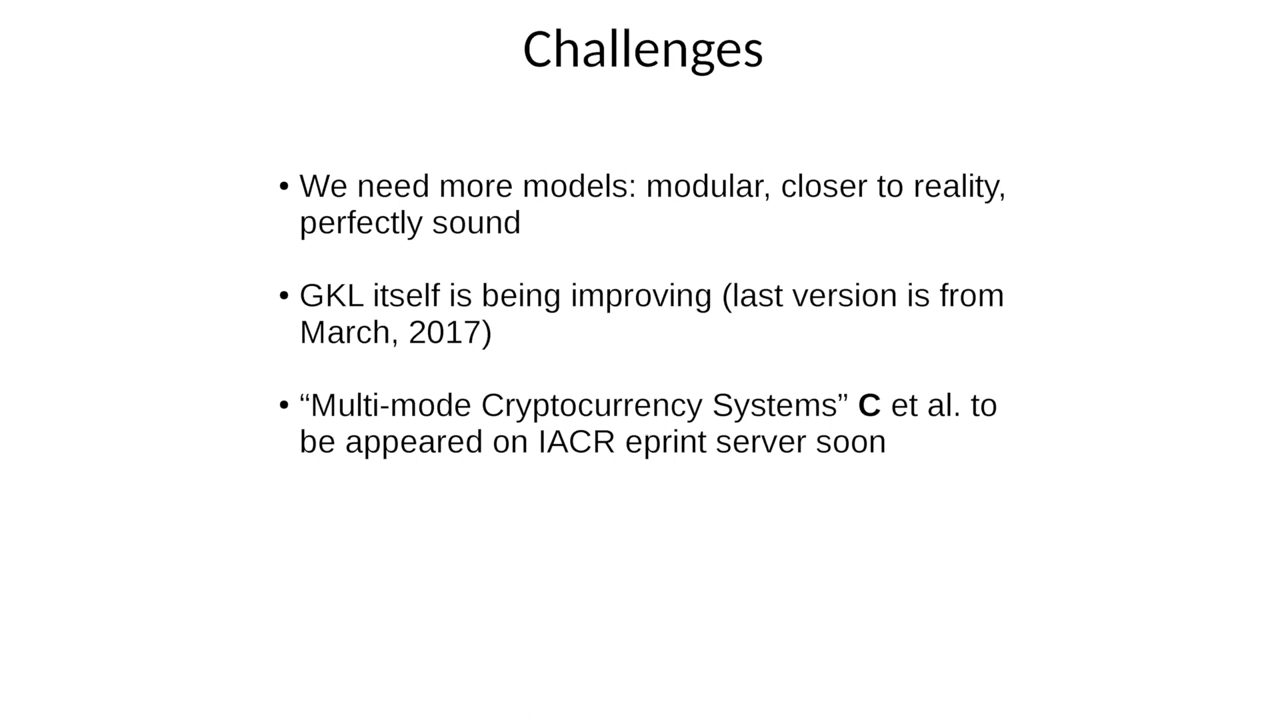 Challenges
• We need more models: modular, closer to reality,
perfectly sound
• GKL itself is being improving (last version is from
March, 2017)
• “Multi-mode Cryptocurrency Systems” C et al. to
be appeared on IACR eprint server soon